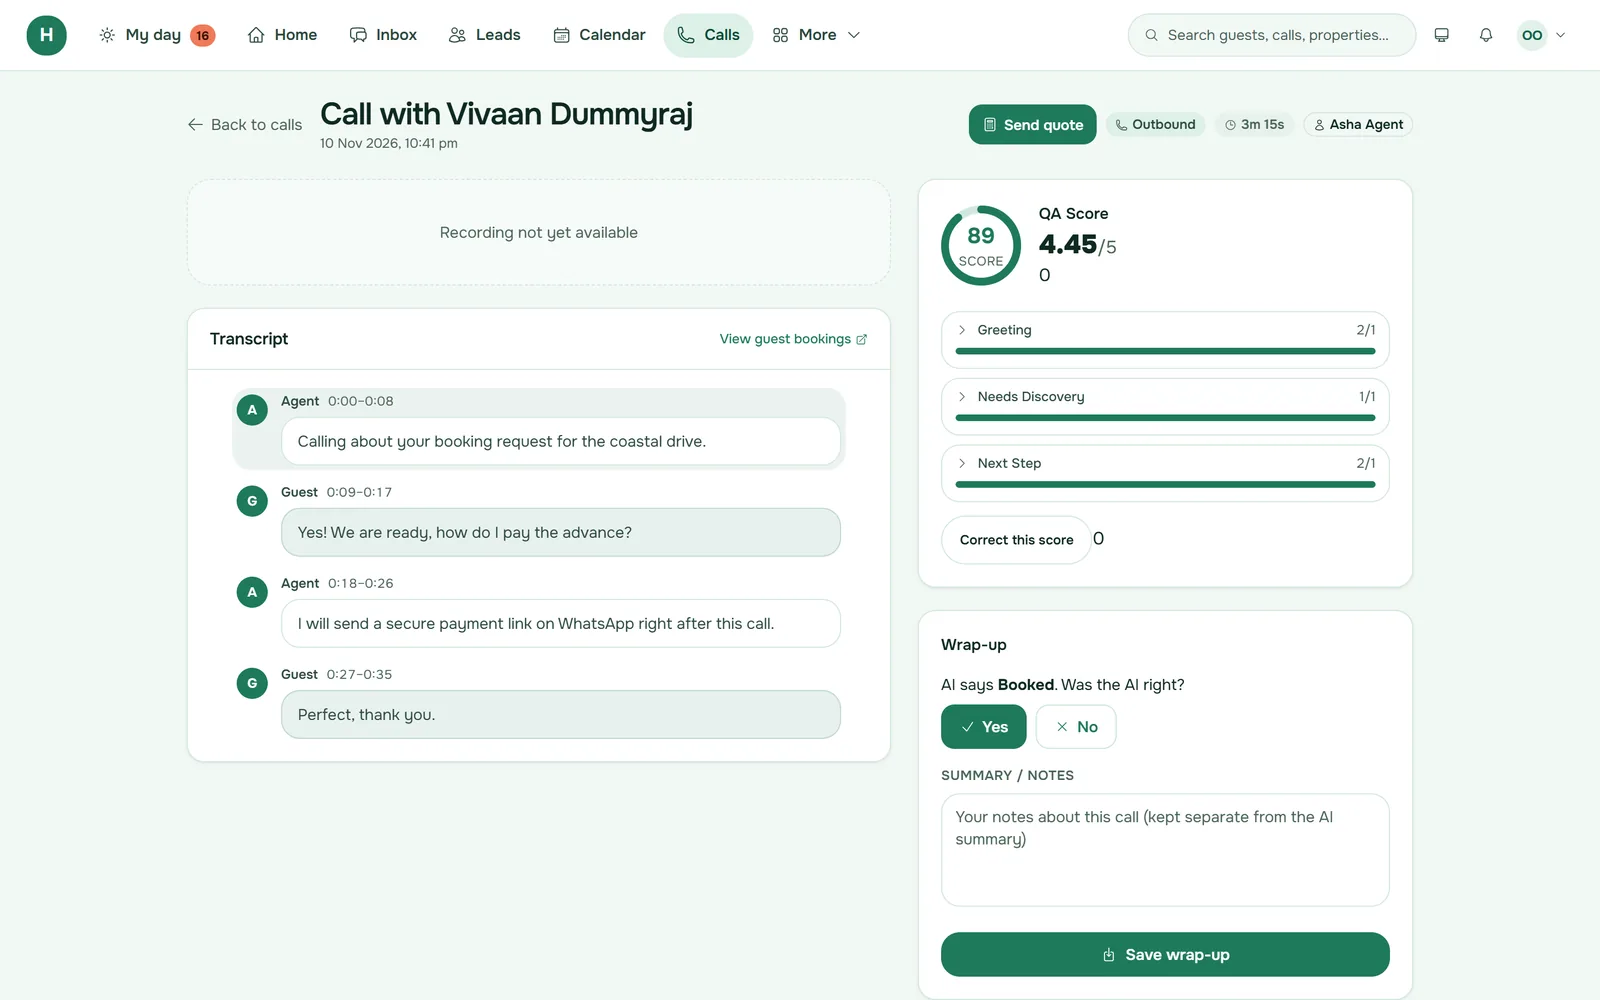 H
My day 16
Home
Inbox
Leads
Calendar
Calls
More
Search guests, calls, properties...
OO
Back to calls
Call with Vivaan Dummyraj
10 Nov 2026, 10:41 pm
Send quote
Outbound
3m 15s
Asha Agent
Recording not yet available
Transcript
View guest bookings
A
Agent 0:00–0:08
Calling about your booking request for the coastal drive.
G
Guest 0:09–0:17
Yes! We are ready, how do I pay the advance?
A
Agent 0:18–0:26
I will send a secure payment link on WhatsApp right after this call.
G
Guest 0:27–0:35
Perfect, thank you.
89
SCORE
QA Score
4.45/5
0
Greeting 2/1
Needs Discovery 1/1
Next Step 2/1
Correct this score 0
Wrap-up
AI says Booked. Was the AI right?
Yes
No
SUMMARY / NOTES
Your notes about this call (kept separate from the AI
summary)
Save wrap-up